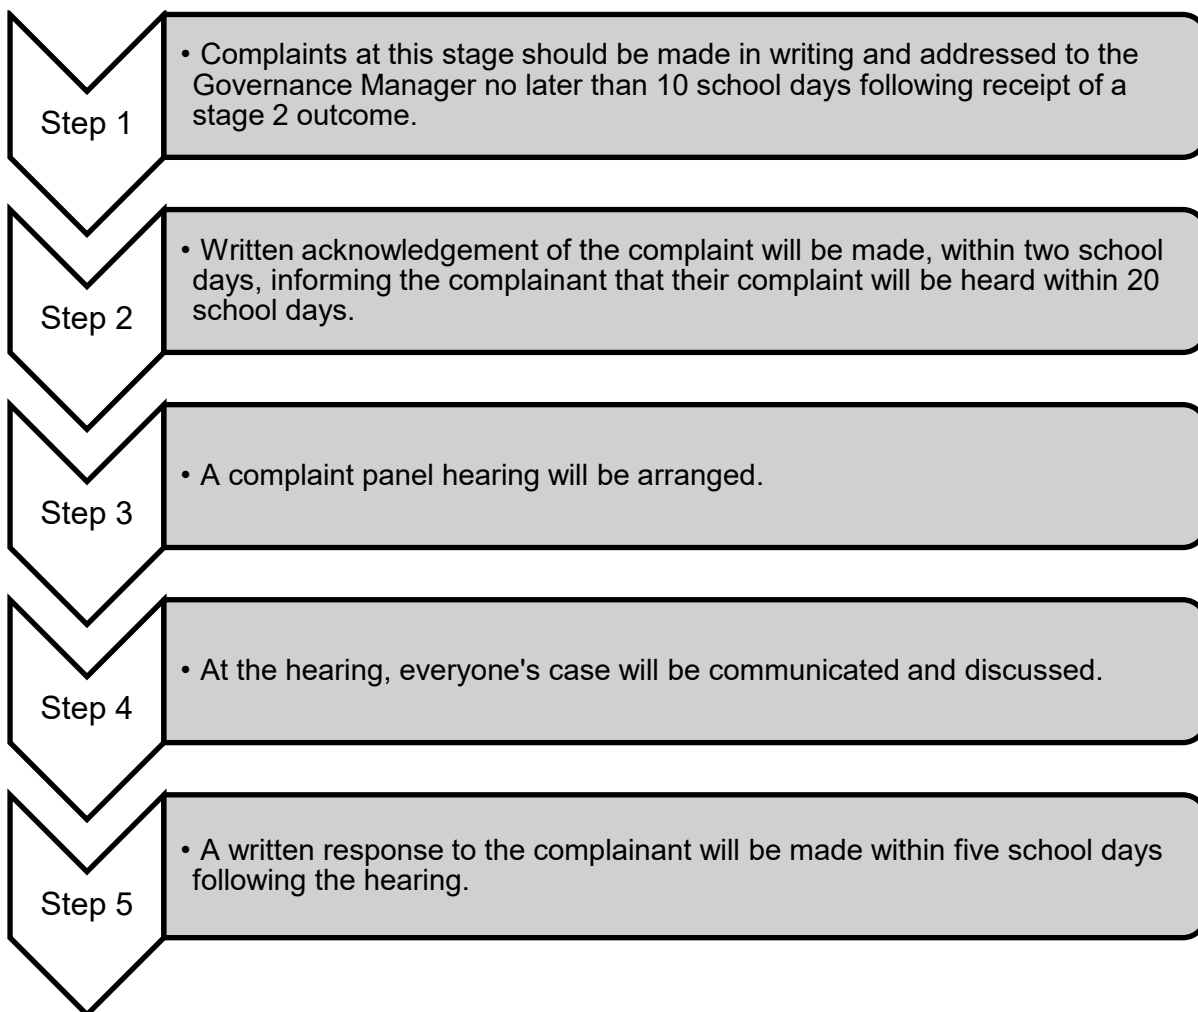 Step 1
• Complaints at this stage should be made in writing and addressed to the
Governance Manager no later than 10 school days following receipt of a
stage 2 outcome.
Step 2
• Written acknowledgement of the complaint will be made, within two school
days, informing the complainant that their complaint will be heard within 20
school days.
Step 3
• A complaint panel hearing will be arranged.
Step 4
• At the hearing, everyone's case will be communicated and discussed.
Step 5
• A written response to the complainant will be made within five school days
following the hearing.